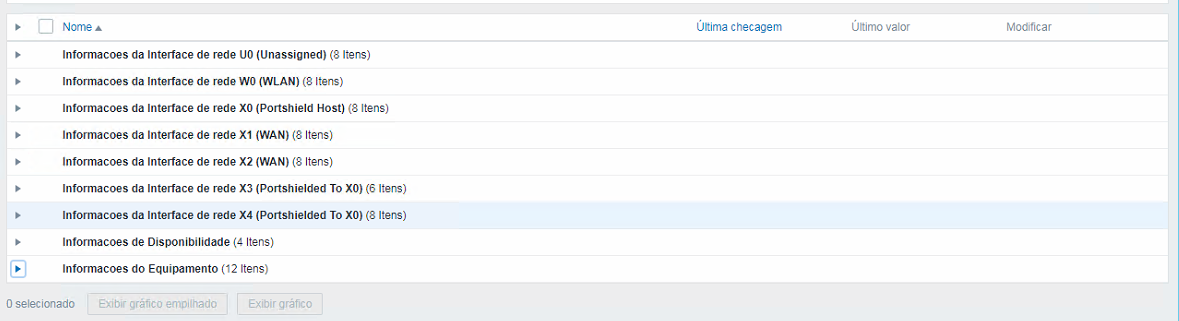 Nome Última checagem Último valor Modificar
Informacoes da Interface de rede U0 (Unassigned) (8 Itens)
Informacoes da Interface de rede W0 (WLAN) (8 Itens)
Informacoes da Interface de rede X0 (Portshield Host) (8 Itens)
Informacoes da Interface de rede X1 (WAN) (8 Itens)
Informacoes da Interface de rede X2 (WAN) (8 Itens)
Informacoes da Interface de rede X3 (Portshielded To X0) (6 Itens)
Informacoes da Interface de rede X4 (Portshielded To X0) (8 Itens)
Informacoes de Disponibilidade (4 Itens)
Informacoes do Equipamento (12 Itens)
0 selecionado Exibir gráfico empilhado Exibir gráfico